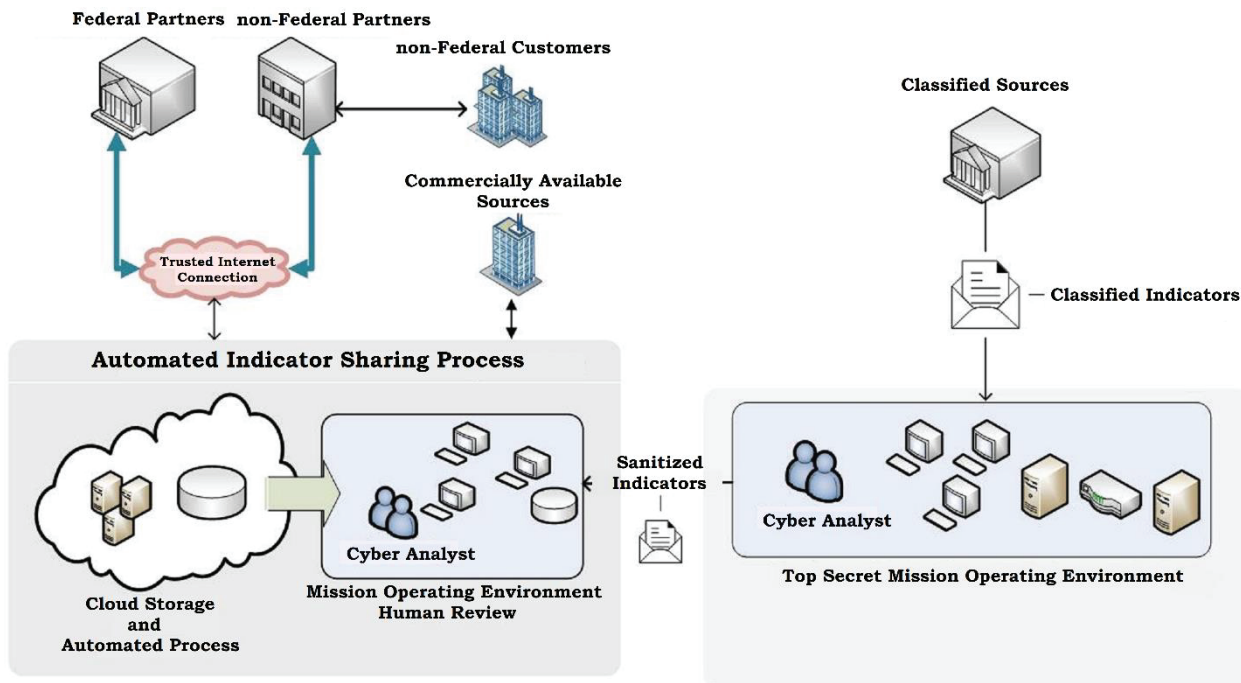 Federal Partners
non-Federal Partners
non-Federal Customers
Classified Sources
Commercially Available
Sources
Trusted Internet
Connection
Classified Indicators
Automated Indicator Sharing Process
Sanitized
Indicators
Cyber Analyst
Cyber Analyst
Mission Operating Environment
Human Review
Top Secret Mission Operating Environment
Cloud Storage
and
Automated Process